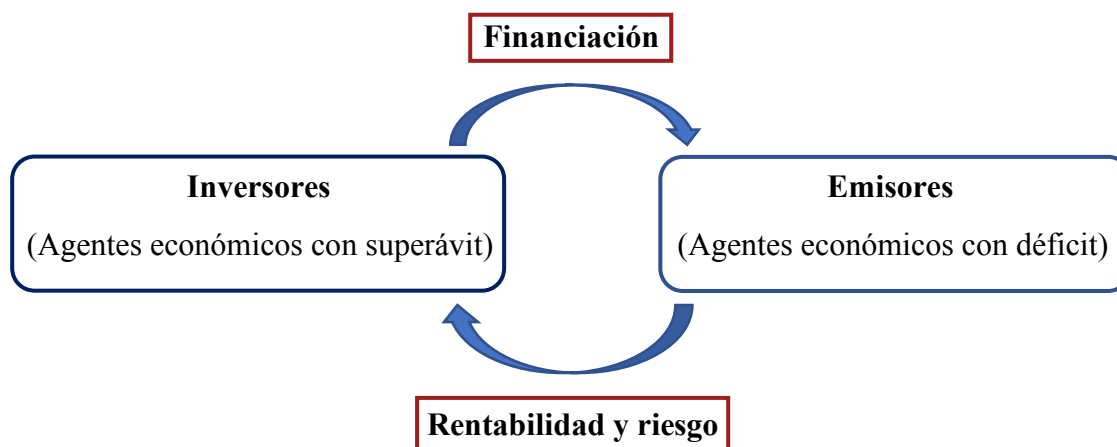 Financiación
Inversores
(Agentes económicos con superávit)
Emisores
(Agentes económicos con déficit)
Rentabilidad y riesgo